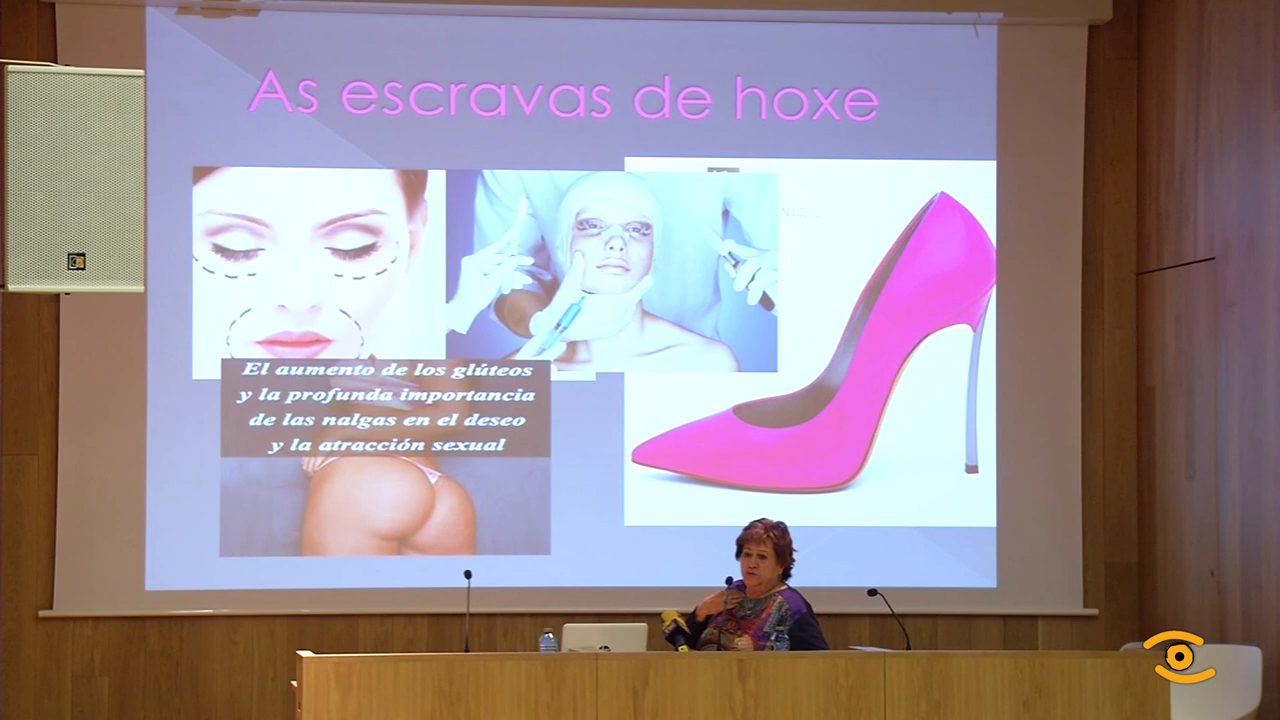 As escravas de hoxe
El aumento de los glúteos
y la profunda importancia
de las nalgas en el deseo
y la atracción sexual